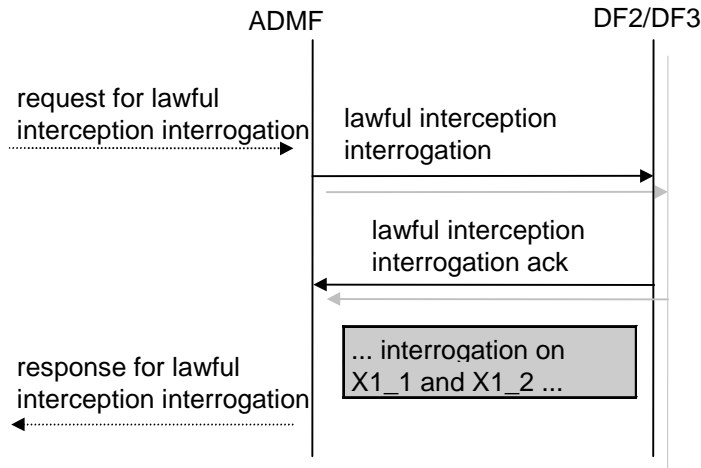 ADMF
DF2/DF3
request for lawful
interception interrogation
lawful interception
interrogation
lawful interception
interrogation ack
... interrogation on
X1_1 and X1_2 ...
response for lawful
interception interrogation